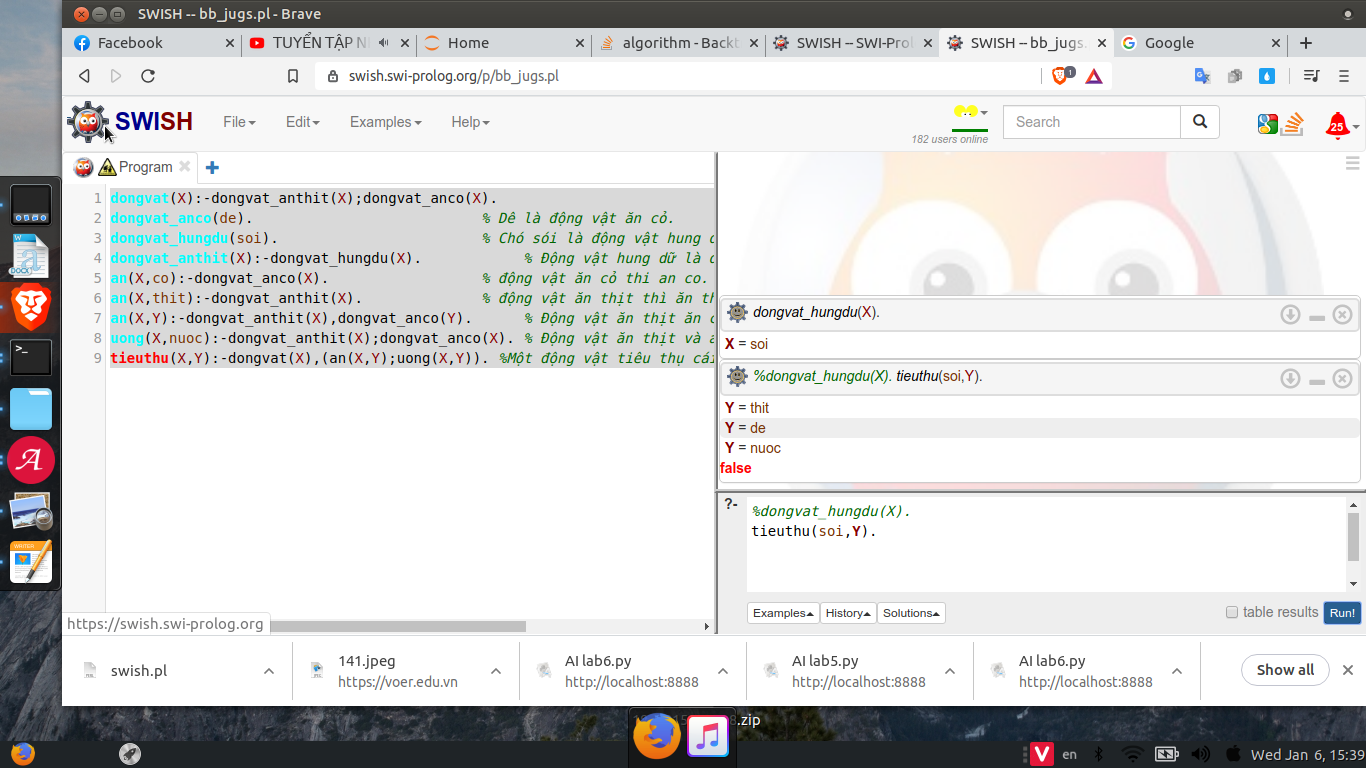 SWISH -- bb_jugs.pl - Brave
Facebook
TUYỂN TẬP N
Home
algorithm - Backt
SWISH -- SWI-Prol
SWISH -- bb_jugs.
Google
swish.swi-prolog.org/p/bb_jugs.pl
1
SWISH
File
Edit
Examples
Help
182 users online
Search
25
Program
1 dongvat(X):-dongvat_anthit(X);dongvat_anco(X).
2 dongvat_anco(de). % Dê là động vật ăn cỏ.
3 dongvat_hungdu(soi). % Chó sói là động vật hung
4 dongvat_anthit(X):-dongvat_hungdu(X). % Động vật hung dữ là
5 an(X,co):-dongvat_anco(X). % động vật ăn cỏ thi an co.
6 an(X,thit):-dongvat_anthit(X). % động vật ăn thịt thì ăn th
7 an(X,Y):-dongvat_anthit(X),dongvat_anco(Y). % Động vật ăn thịt ăn
8 uong(X,nuoc):-dongvat_anthit(X);dongvat_anco(X). % Động vật ăn thịt và
9 tieuthu(X,Y):-dongvat(X),(an(X,Y);uong(X,Y)). %Một động vật tiêu thụ cái
dongvat_hungdu(X).
X = soi
%dongvat_hungdu(X). tieuthu(soi,Y).
Y = thit
Y = de
Y = nuoc
false
?-
%dongvat_hungdu(X).
tieuthu(soi,Y).
Examples
History
Solutions
table results
Run!
https://swish.swi-prolog.org
swish.pl
141.jpeg
https://voer.edu.vn
AI lab6.py
http://localhost:8888
AI lab5.py
http://localhost:8888
AI lab6.py
http://localhost:8888
Show all
8.zip
V
en
Wed Jan 6, 15:39